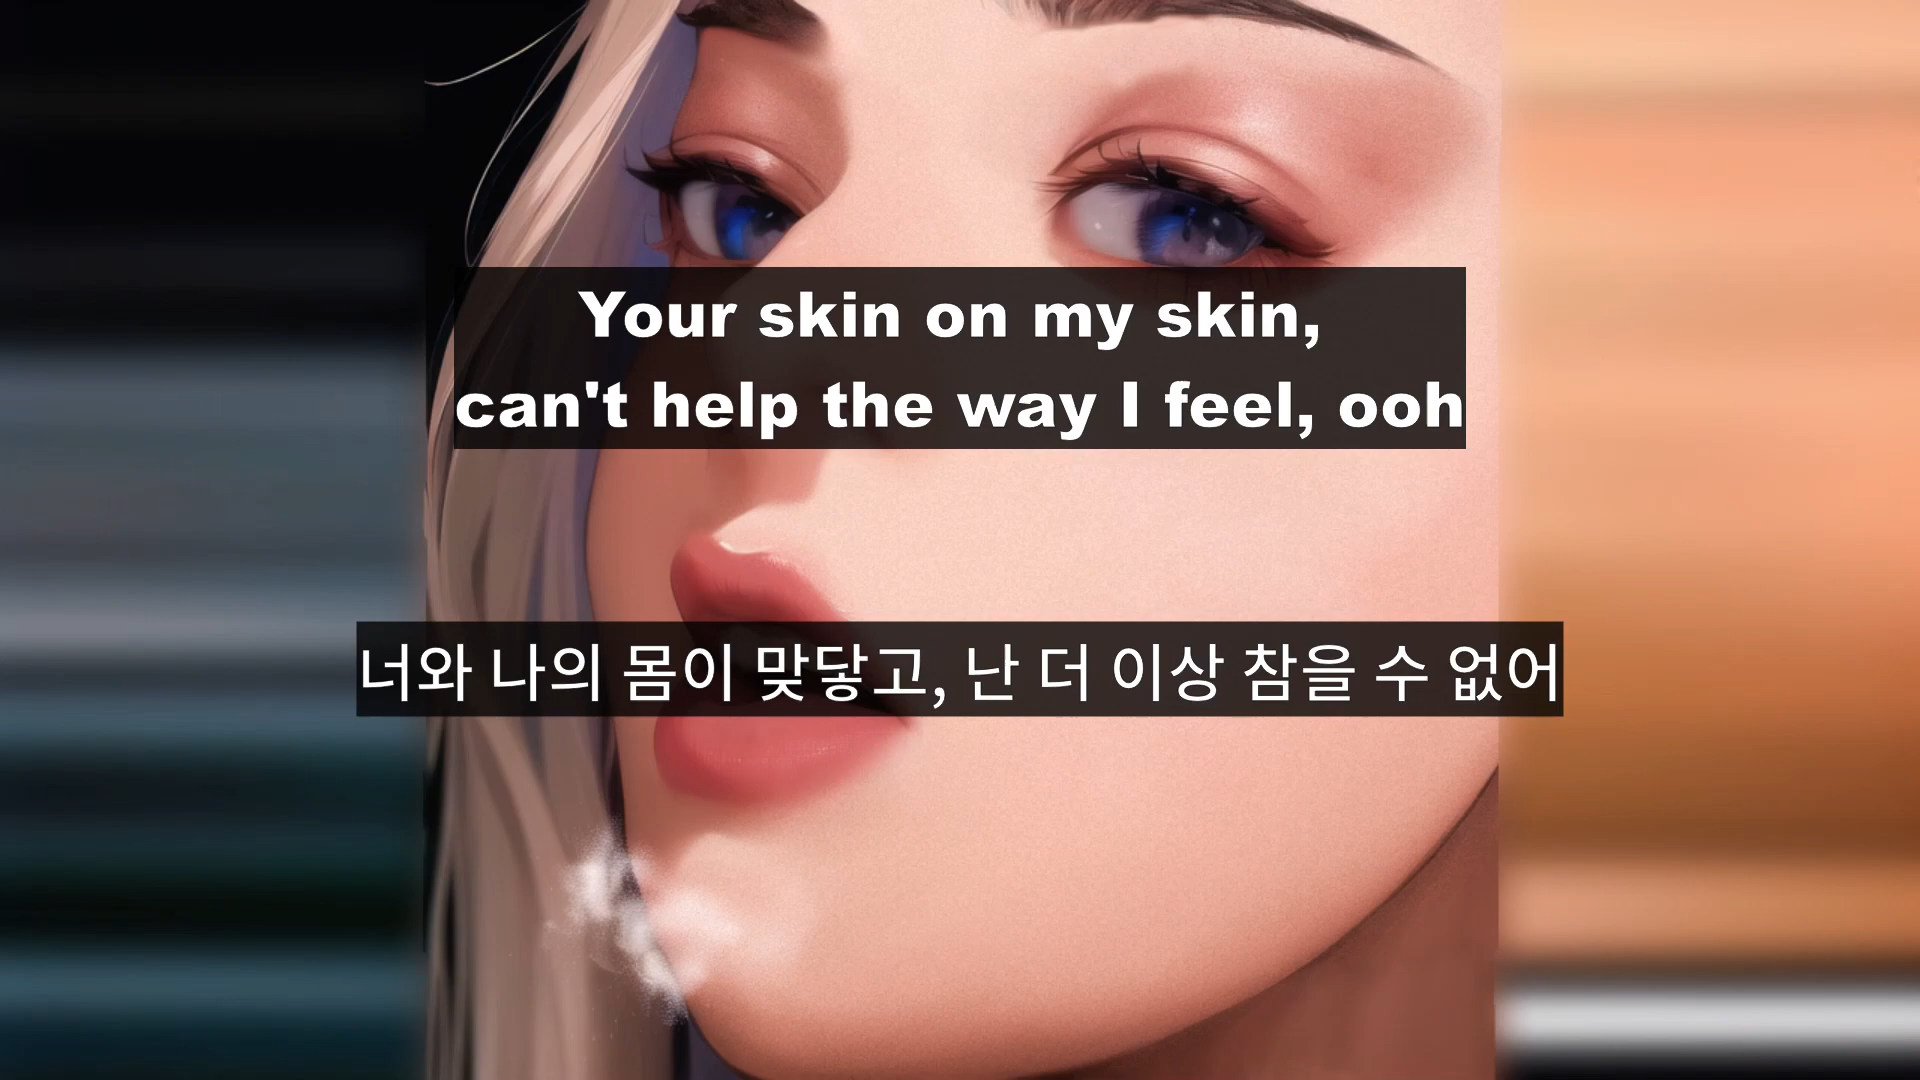 Your skin on my skin,
can't help the way I feel, ooh
너와 나의 몸이 맞닿고, 난 더 이상 참을 수 없어